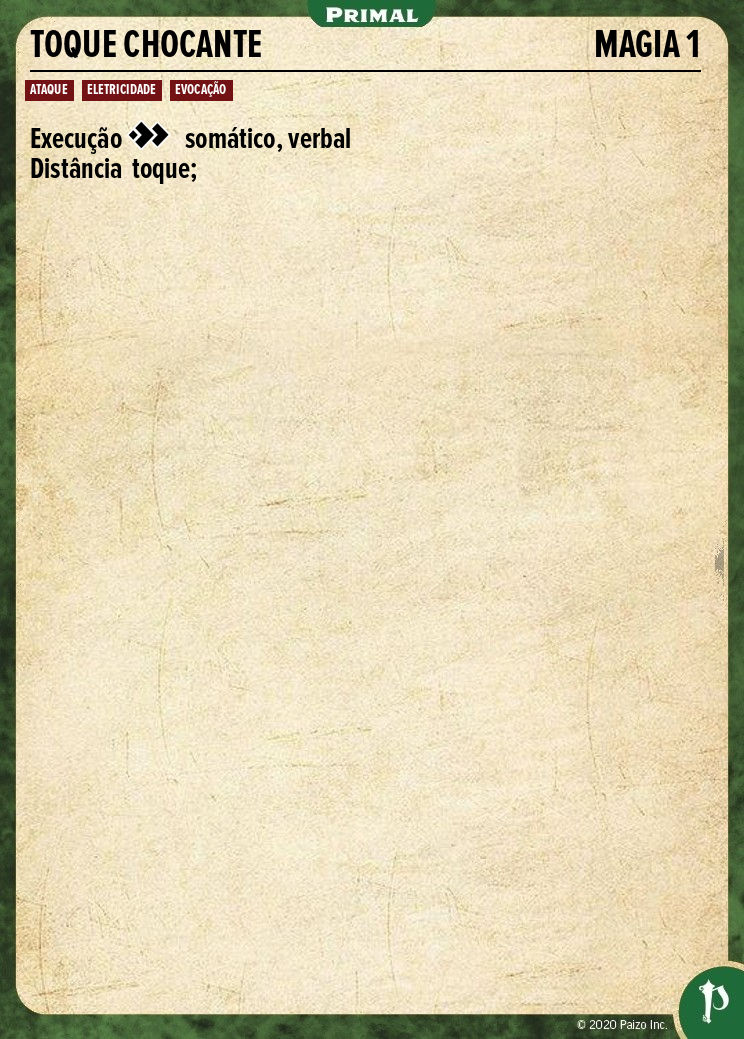 PRIMAL
TOQUE CHOCANTE MAGIA 1
ATAQUE ELETRICIDADE EVOCAÇÃO
Execução somático, verbal
Distância toque;
© 2020 Paizo Inc.